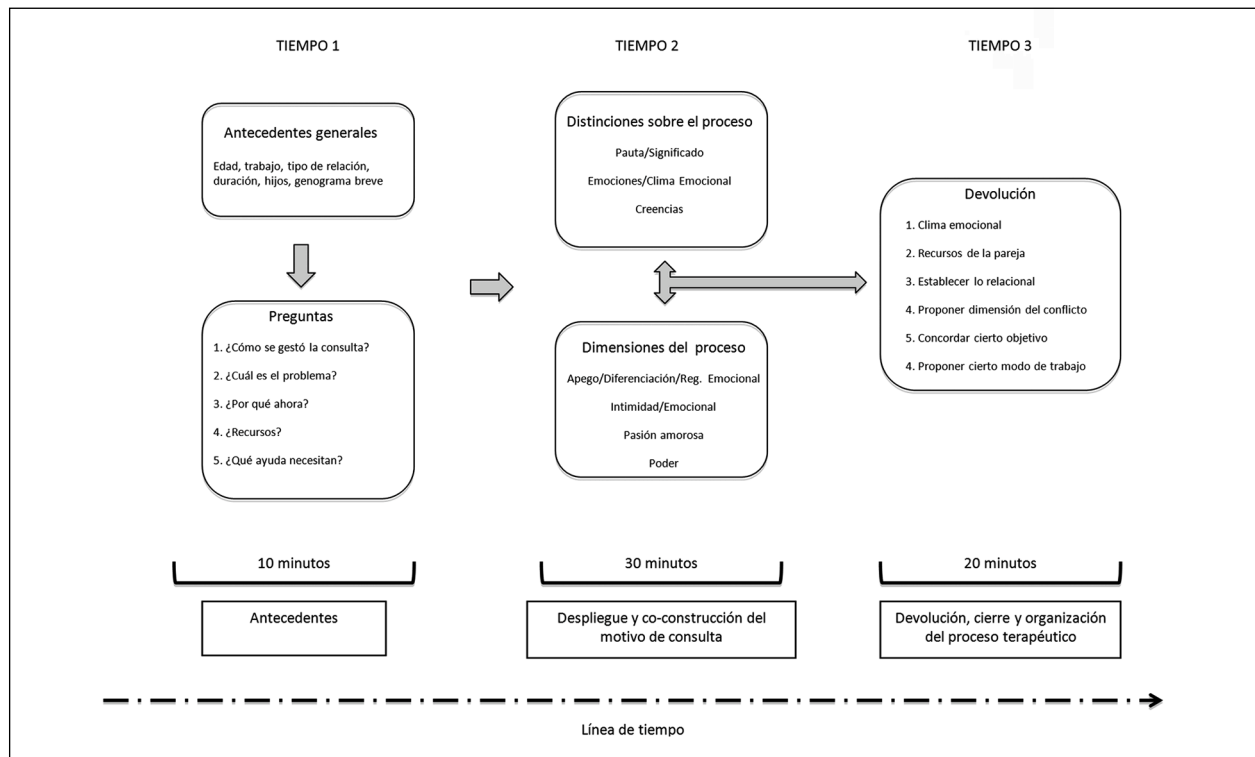 TIEMPO 1
TIEMPO 2
TIEMPO 3
Antecedentes generales
Edad, trabajo, tipo de relación,
duración, hijos, genograma breve
Preguntas
1. ¿Cómo se gestó la consulta?
2. ¿Cuál es el problema?
3. ¿Por qué ahora?
4. ¿Recursos?
5. ¿Qué ayuda necesitan?
Distinciones sobre el proceso
Pauta/Significado
Emociones/Clima Emocional
Creencias
Dimensiones del proceso
Apego/Diferenciación/Reg. Emocional
Intimidad/Emocional
Pasión amorosa
Poder
Devolución
1. Clima emocional
2. Recursos de la pareja
3. Establecer lo relacional
4. Proponer dimensión del conflicto
5. Concordar cierto objetivo
4. Proponer cierto modo de trabajo
10 minutos
30 minutos
20 minutos
Antecedentes
Despliegue y co-construcción del
motivo de consulta
Devolución, cierre y organización
del proceso terapéutico
Línea de tiempo